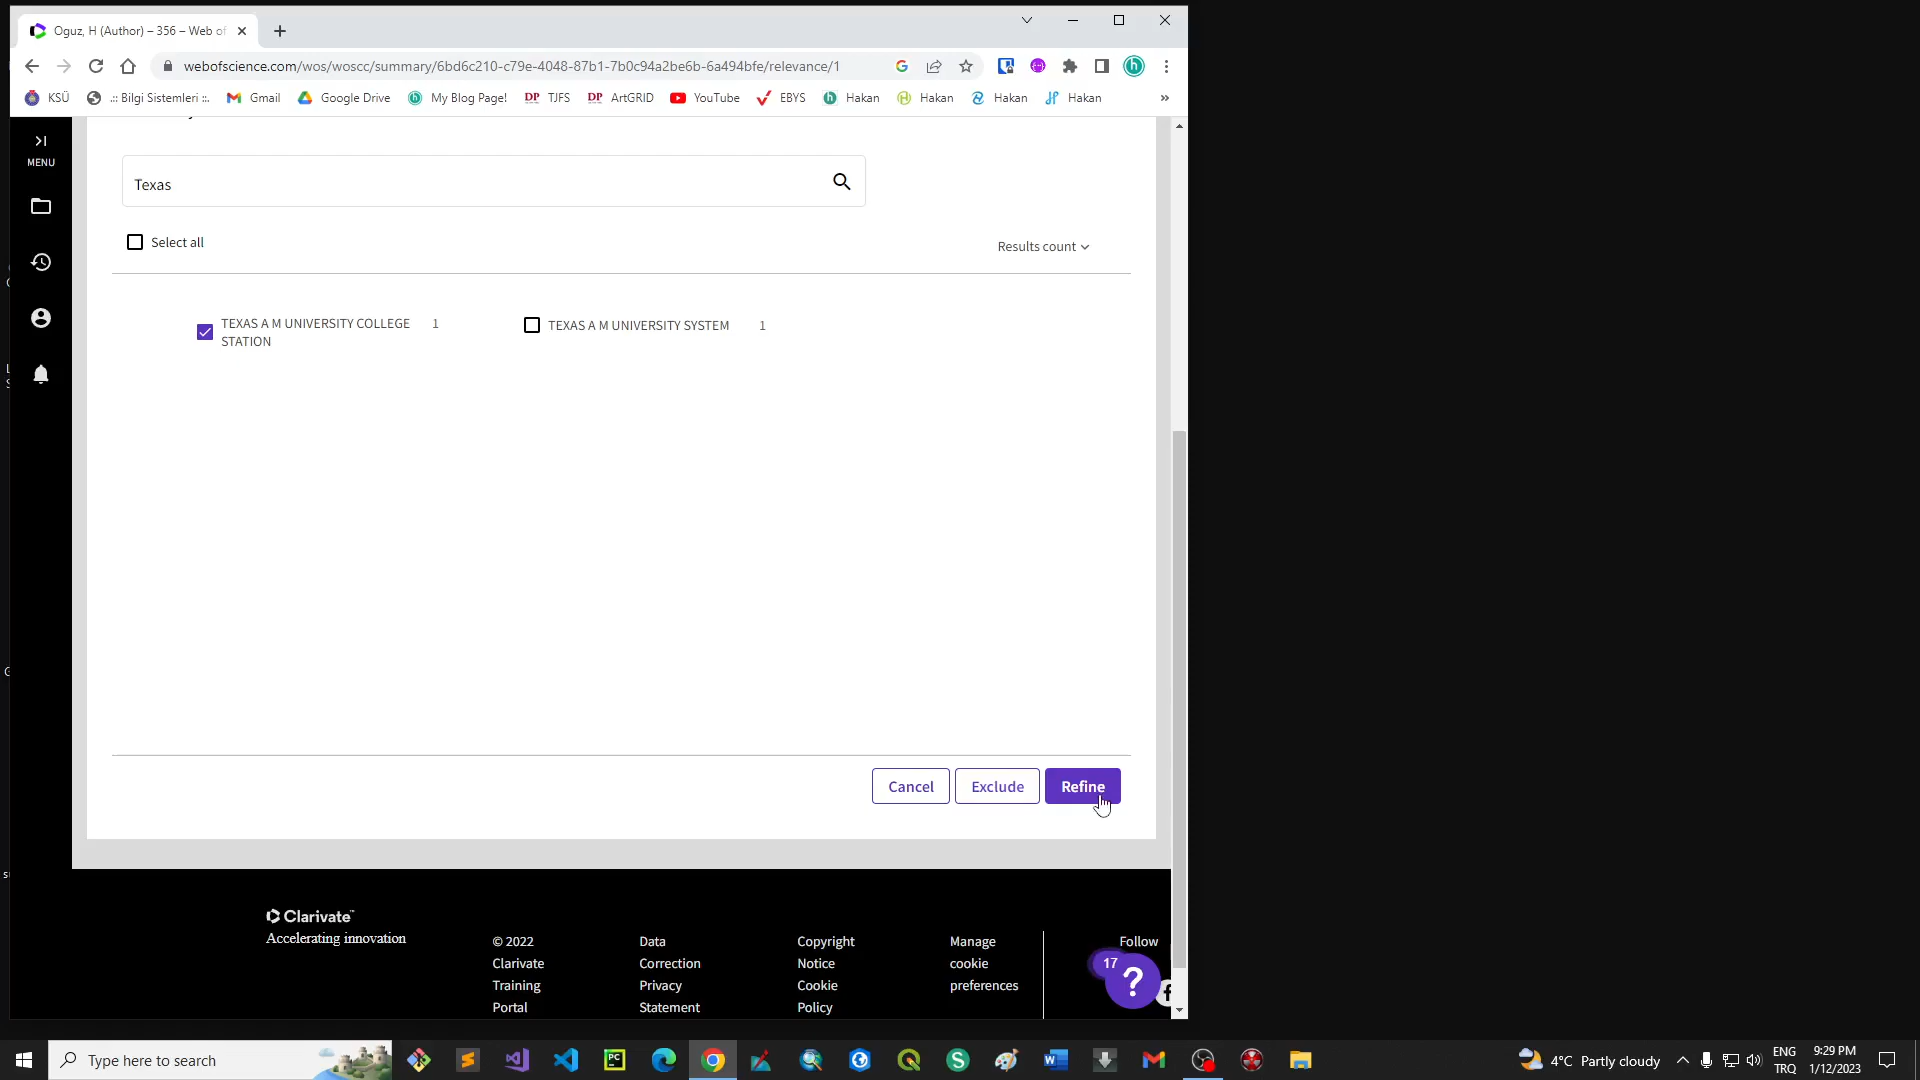 Oguz, H (Author) – 356 – Web of
webofscience.com/wos/woscc/summary/6bd6c210-c79e-4048-87b1-7b0c94a2be6b-6a494bfe/relevance/1
KSÜ
.:: Bilgi Sistemleri ::.
Gmail
Google Drive
My Blog Page!
DP TJFS
DP ArtGRID
YouTube
EBYS
Hakan
Hakan
Hakan
Hakan
MENU
Texas
Select all
Results count
TEXAS A M UNIVERSITY COLLEGE STATION 1
TEXAS A M UNIVERSITY SYSTEM 1
Cancel
Exclude
Refine
Clarivate™
Accelerating innovation
© 2022
Clarivate
Training
Portal
Data
Correction
Privacy
Statement
Copyright
Notice
Cookie
Policy
Manage
cookie
preferences
Follow
17
?
Type here to search
4°C Partly cloudy
ENG
TRQ
9:29 PM
1/12/2023